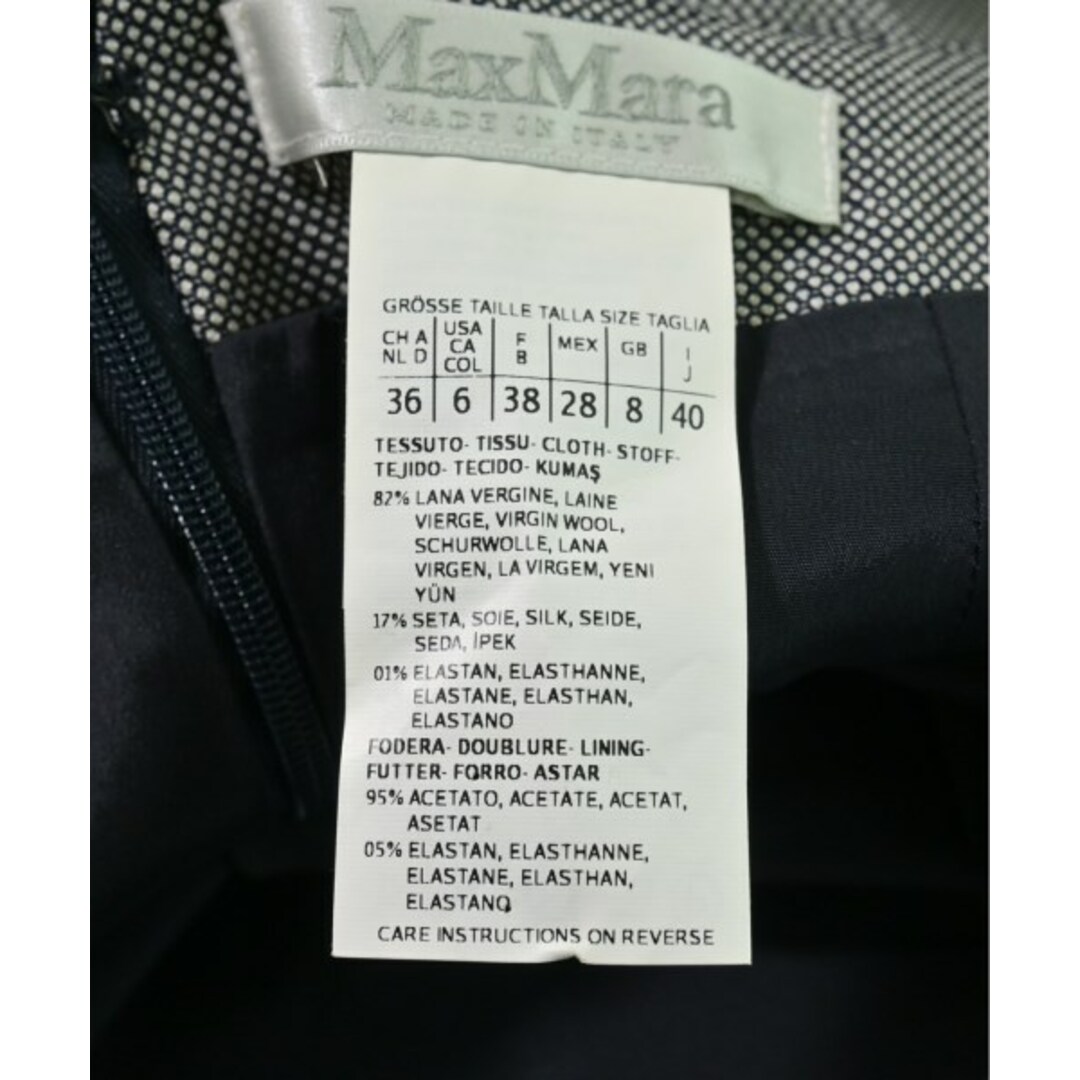 MaxMara
MADE IN ITALY
GRÖSSE TAILLE TALLA SIZE TAGLIA
CH A USA F MEX GB I
NL D CA B J
COL
36 6 38 28 8 40
TESSUTO- TISSU- CLOTH- STOFF-
TEJIDO- TECIDO- KUMAŞ
82% LANA VERGINE, LAINE
VIERGE, VIRGIN WOOL,
SCHURWOLLE, LANA
VIRGEN, LA VIRGEM, YENI
YÜN
17% SETA, SOIE, SILK, SEIDE,
SEDA, İPEK
01% ELASTAN, ELASTHANNE,
ELASTANE, ELASTHAN,
ELASTANO
FODERA- DOUBLURE- LINING-
FUTTER- FORRO- ASTAR
95% ACETATO, ACETATE, ACETAT,
ASETAT
05% ELASTAN, ELASTHANNE,
ELASTANE, ELASTHAN,
ELASTANO
CARE INSTRUCTIONS ON REVERSE